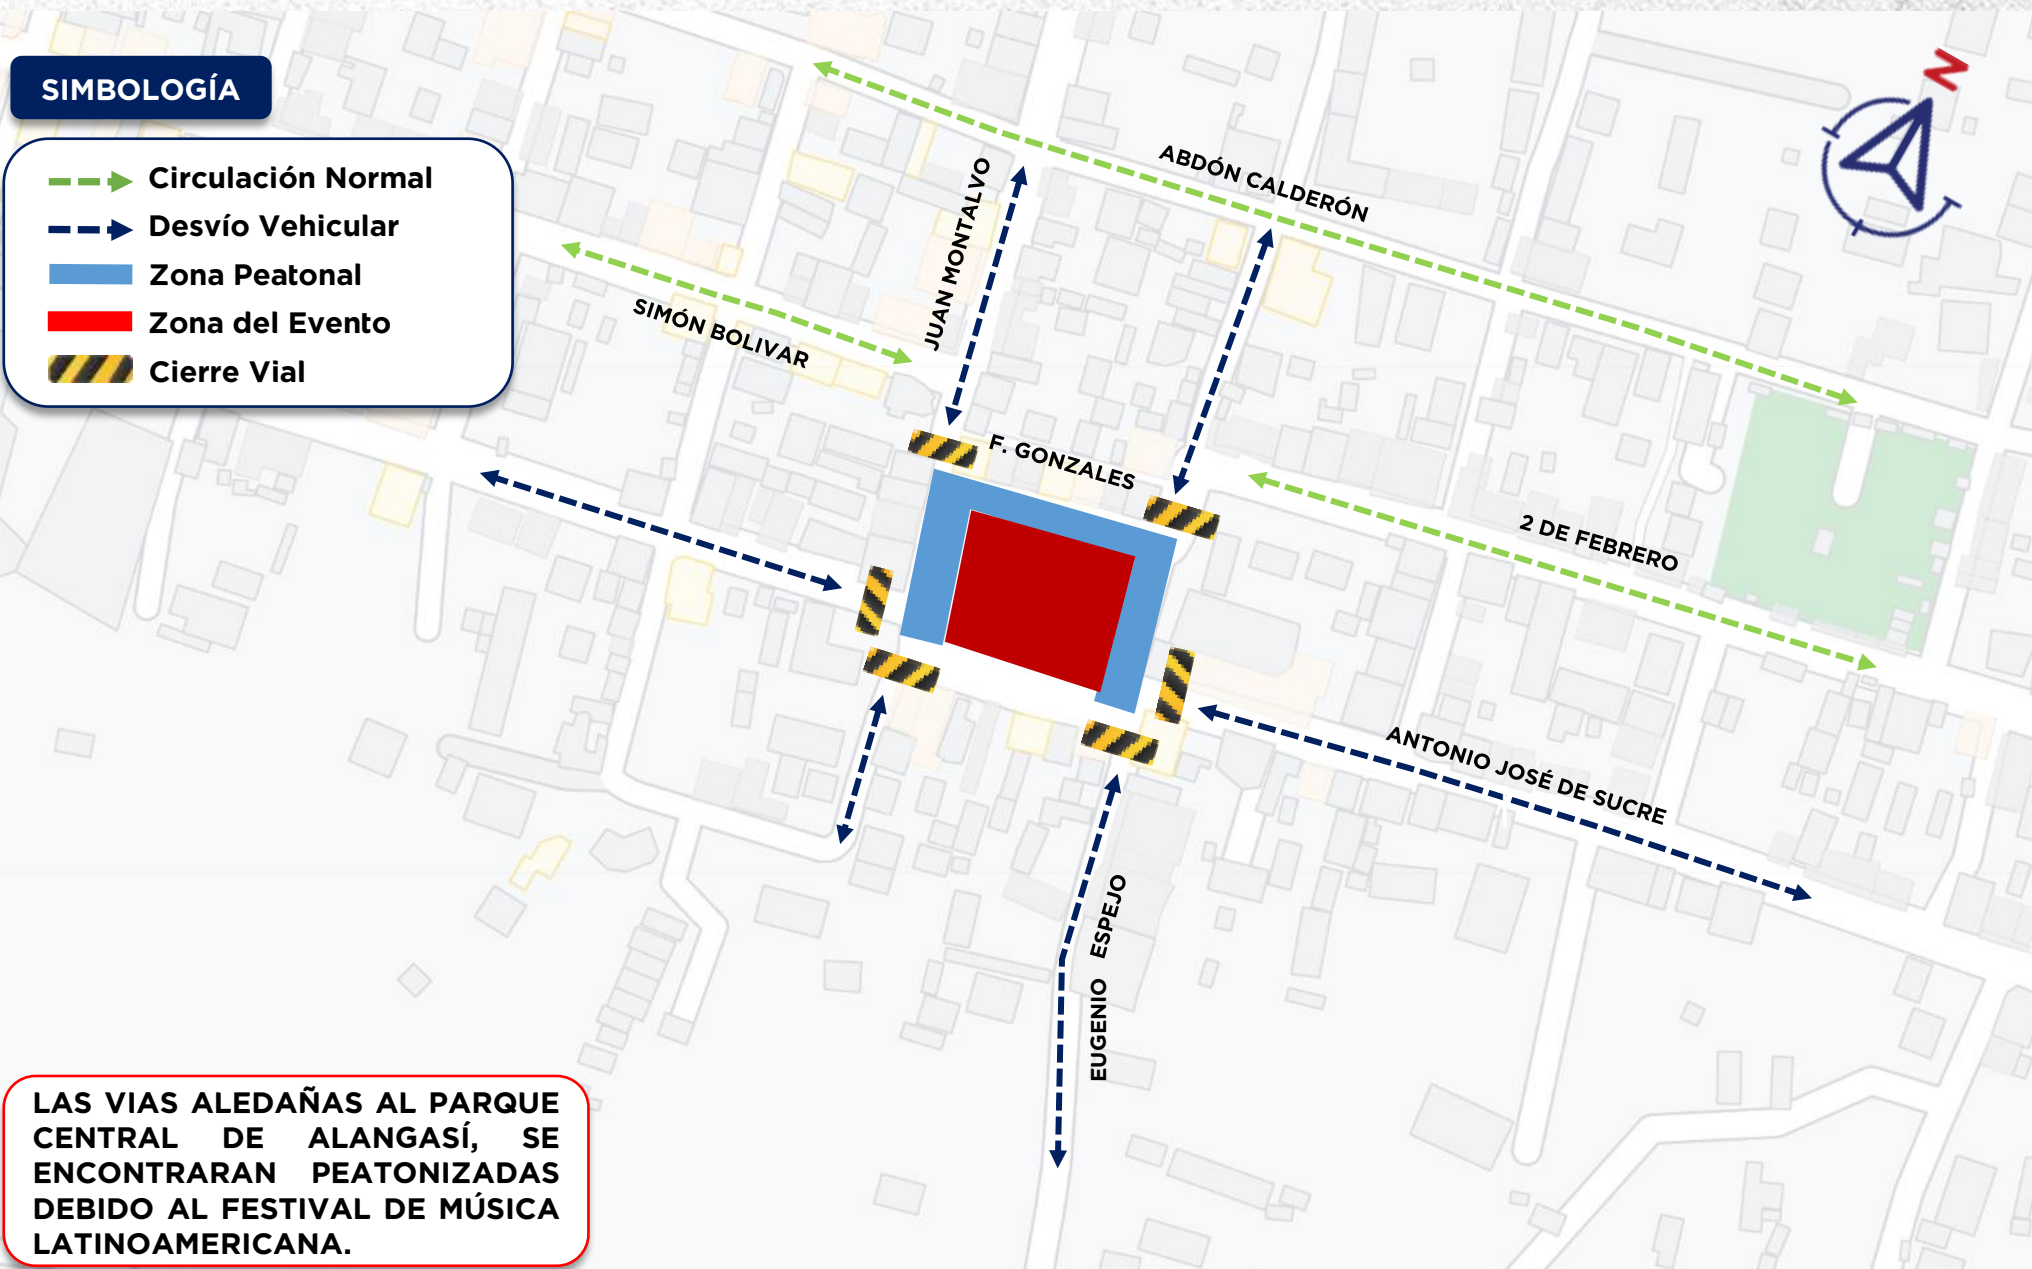 SIMBOLOGÍA
Circulación Normal
Desvío Vehicular
Zona Peatonal
Zona del Evento
Cierre Vial
N
ABDÓN CALDERÓN
JUAN MONTALVO
SIMÓN BOLIVAR
F. GONZALES
2 DE FEBRERO
ANTONIO JOSÉ DE SUCRE
EUGENIO ESPEJO
LAS VIAS ALEDAÑAS AL PARQUE
CENTRAL DE ALANGASÍ, SE
ENCONTRARAN PEATONIZADAS
DEBIDO AL FESTIVAL DE MÚSICA
LATINOAMERICANA.